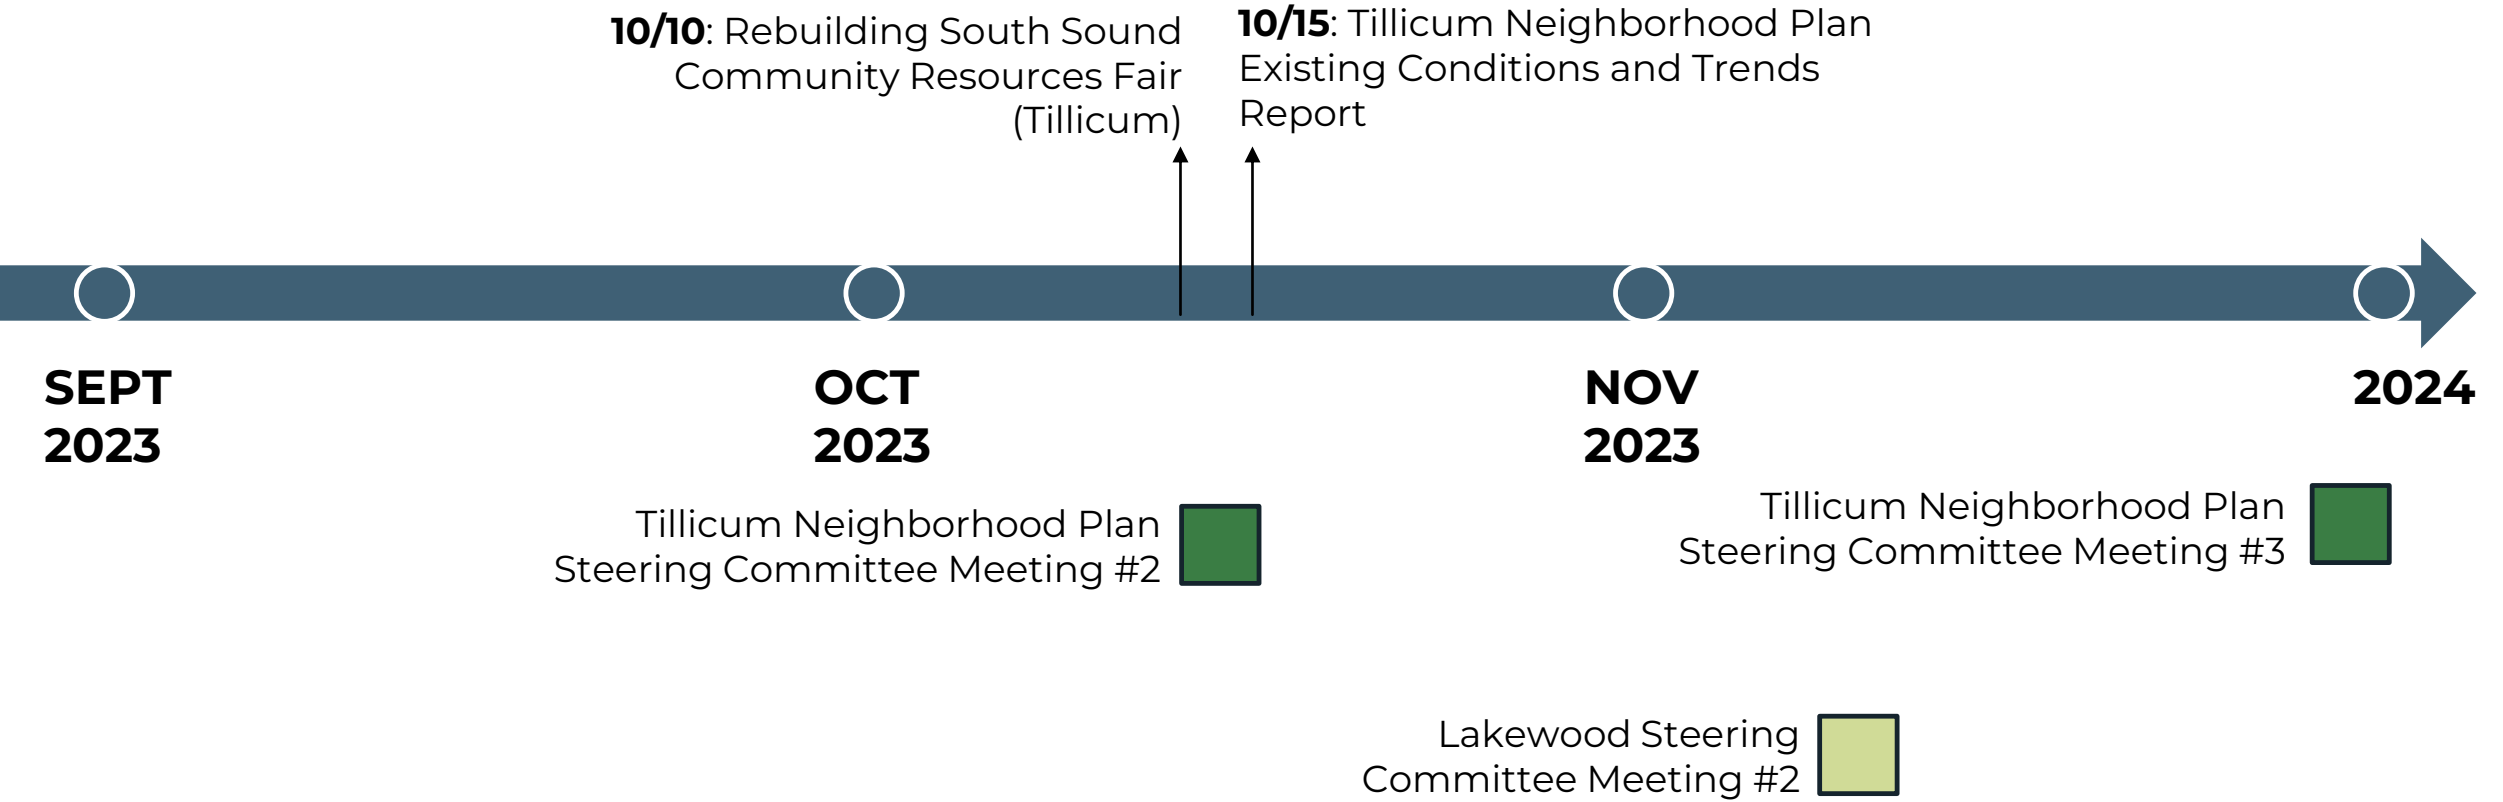 10/10: Rebuilding South Sound
Community Resources Fair
(Tillicum)
10/15: Tillicum Neighborhood Plan
Existing Conditions and Trends
Report
SEPT
2023
OCT
2023
NOV
2023
2024
Tillicum Neighborhood Plan
Steering Committee Meeting #2
Tillicum Neighborhood Plan
Steering Committee Meeting #3
Lakewood Steering
Committee Meeting #2